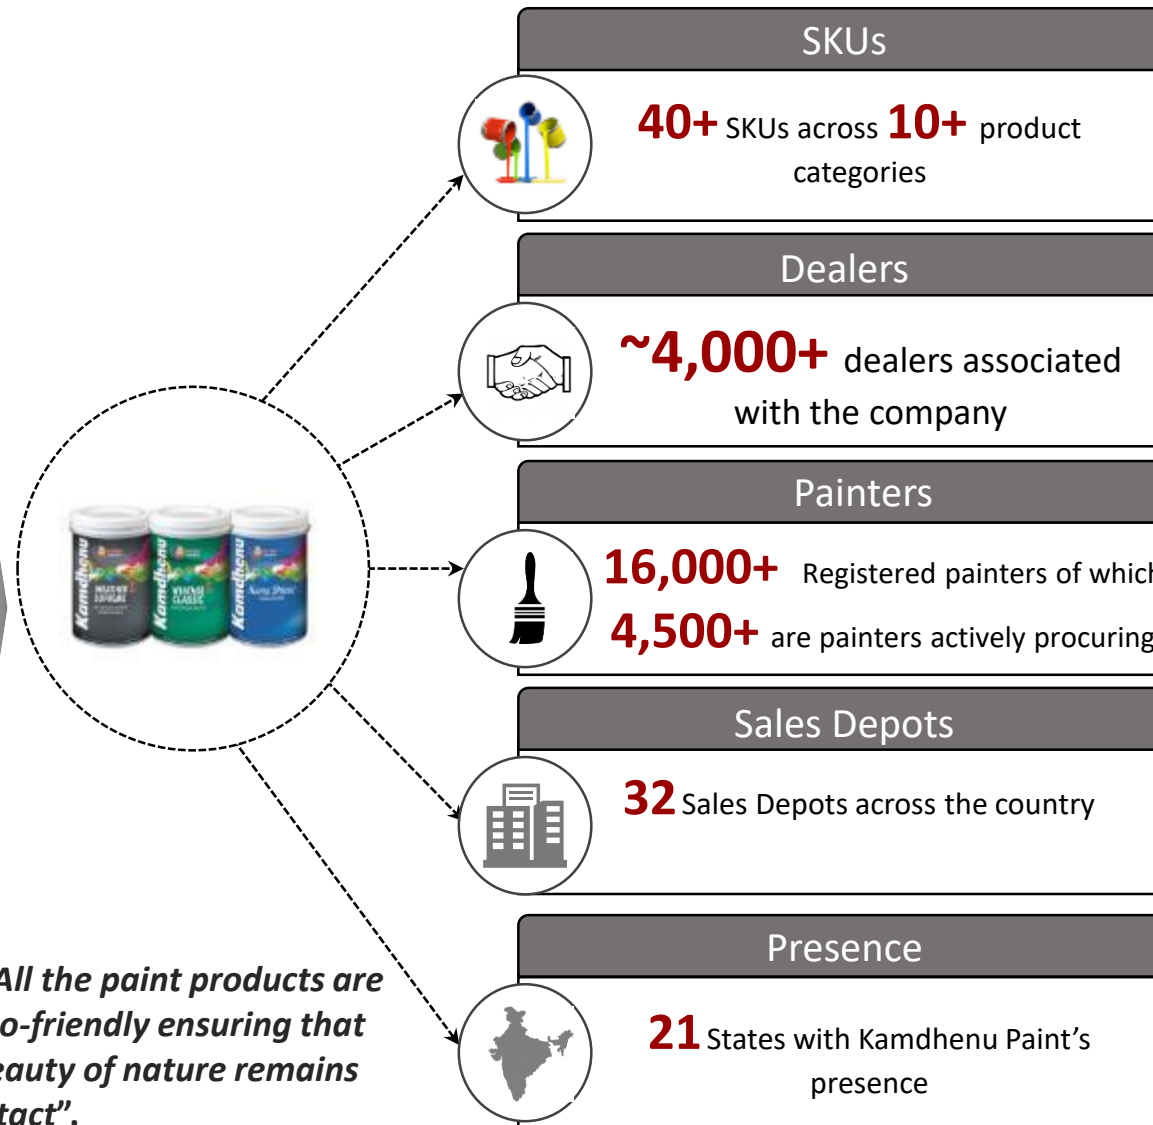 SKUs
40+ SKUs across 10+ product
categories
Dealers
~4,000+ dealers associated
with the company
Kamdhenu
Kamdhenu
Kamdhenu
WEATHER
SUPREME
CLASSIC
Painters
16,000+ Registered painters of which
4,500+ are painters actively procuring
Sales Depots
32 Sales Depots across the country
All the paint products are
o-friendly ensuring that
eauty of nature remains
tact”.
Presence
21 States with Kamdhenu Paint's
presence